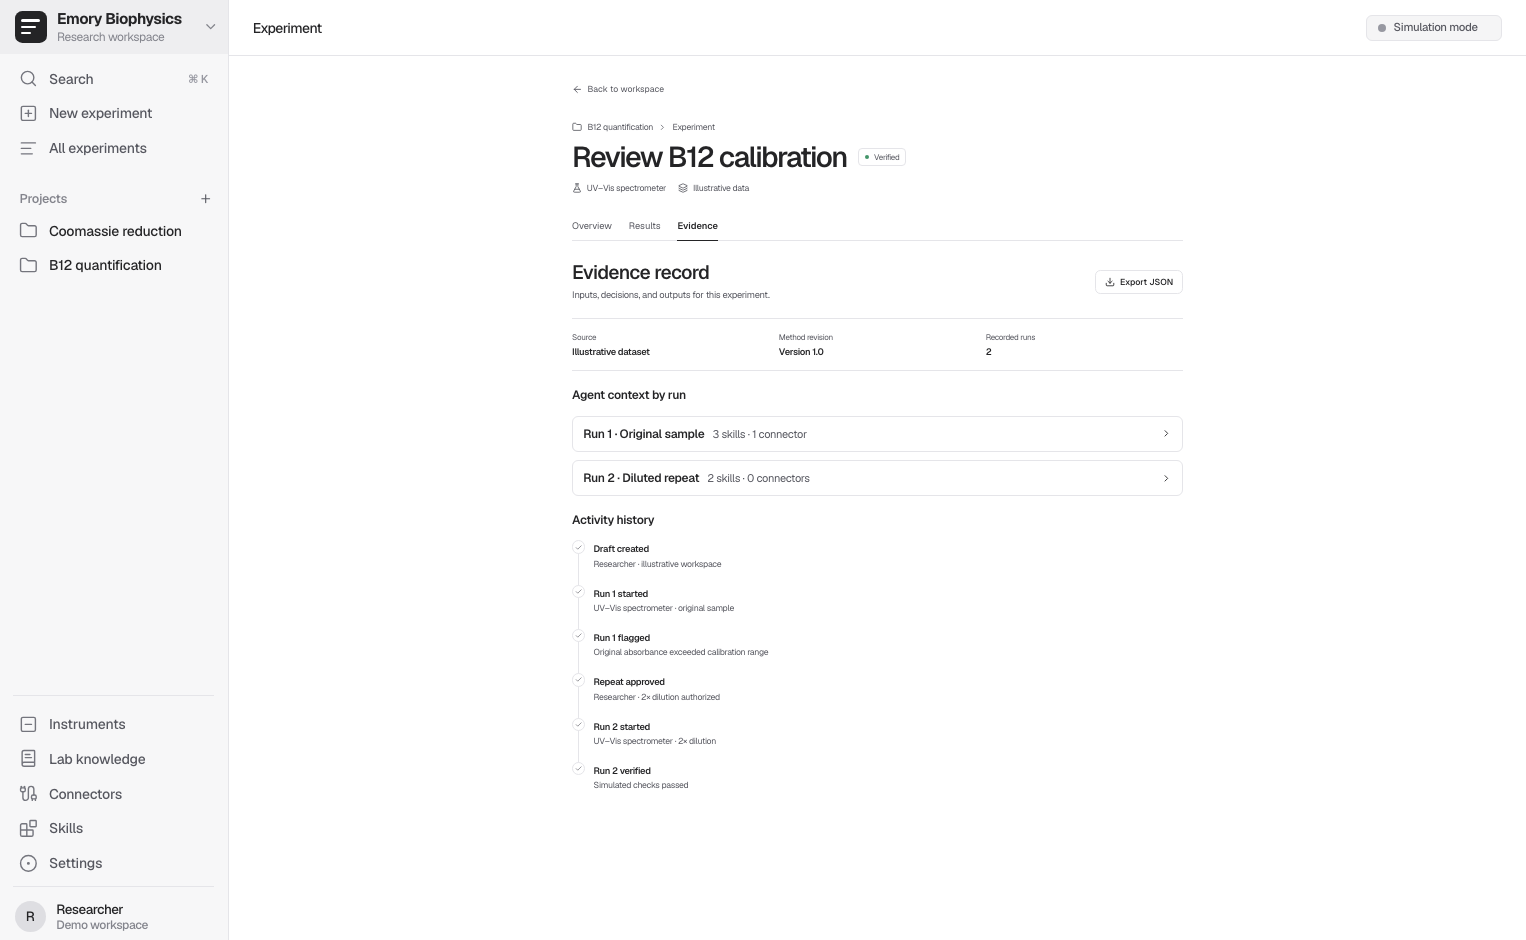 Emory Biophysics
Research workspace
Search ⌘ K
New experiment
All experiments
Projects +
Coomassie reduction
B12 quantification
Instruments
Lab knowledge
Connectors
Skills
Settings
R
Researcher
Demo workspace
Experiment
Simulation mode
Back to workspace
B12 quantification > Experiment
Review B12 calibration Verified
UV–Vis spectrometer Illustrative data
Overview Results Evidence
Evidence record
Inputs, decisions, and outputs for this experiment.
Export JSON
Source Method revision Recorded runs
Illustrative dataset Version 1.0 2
Agent context by run
Run 1 · Original sample 3 skills · 1 connector
Run 2 · Diluted repeat 2 skills · 0 connectors
Activity history
Draft created
Researcher · illustrative workspace
Run 1 started
UV–Vis spectrometer · original sample
Run 1 flagged
Original absorbance exceeded calibration range
Repeat approved
Researcher · 2× dilution authorized
Run 2 started
UV–Vis spectrometer · 2× dilution
Run 2 verified
Simulated checks passed